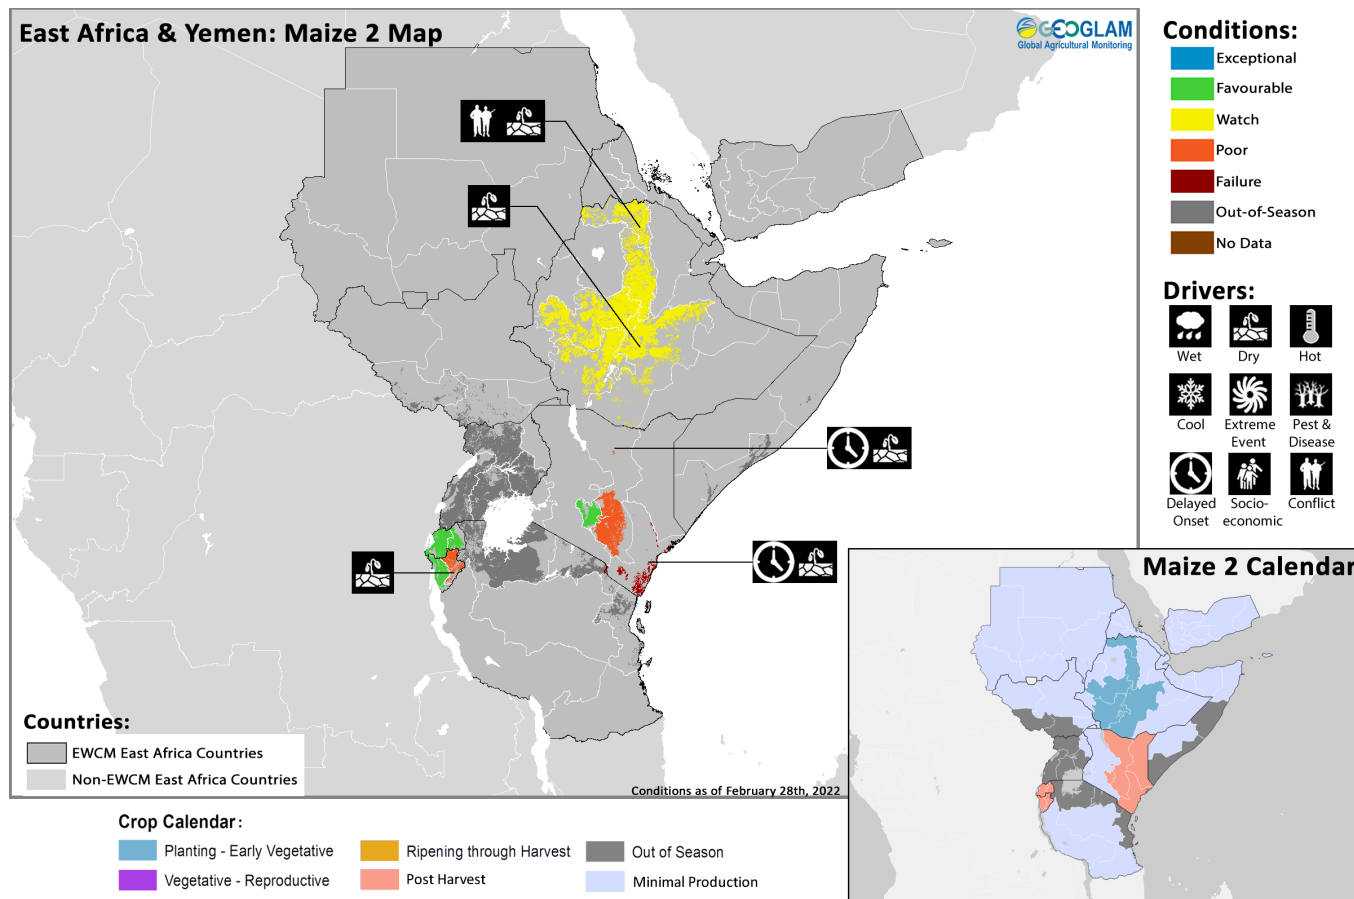 East Africa & Yemen: Maize 2 Map
GEOGLAM
Global Agricultural Monitoring
Conditions:
Exceptional
Favourable
Watch
Poor
Failure
Out-of-Season
No Data
Drivers:
Wet
Dry
Hot
Cool
Extreme
Event
Pest &
Disease
Delayed
Onset
Socio-
economic
Conflict
Countries:
EWCM East Africa Countries
Non-EWCM East Africa Countries
Conditions as of February 28th, 2022
Maize 2 Calendar
Crop Calendar:
Planting - Early Vegetative
Vegetative - Reproductive
Ripening through Harvest
Post Harvest
Out of Season
Minimal Production